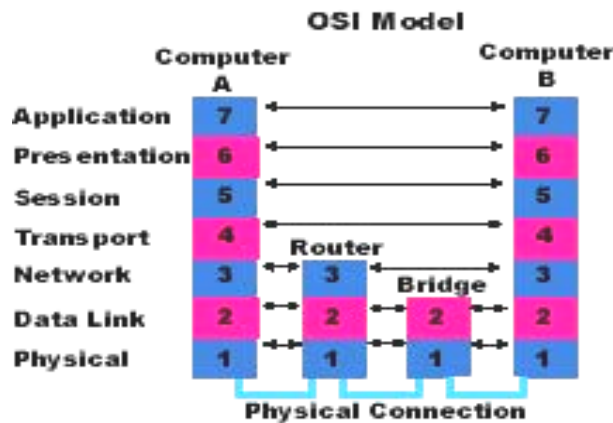 OSI Model
Computer A
Computer B
Application 7 7
Presentation 6 6
Session 5 5
Transport 4 4
Router
Network 3 3 3
Bridge
Data Link 2 2 2 2
Physical 1 1 1 1
Physical Connection